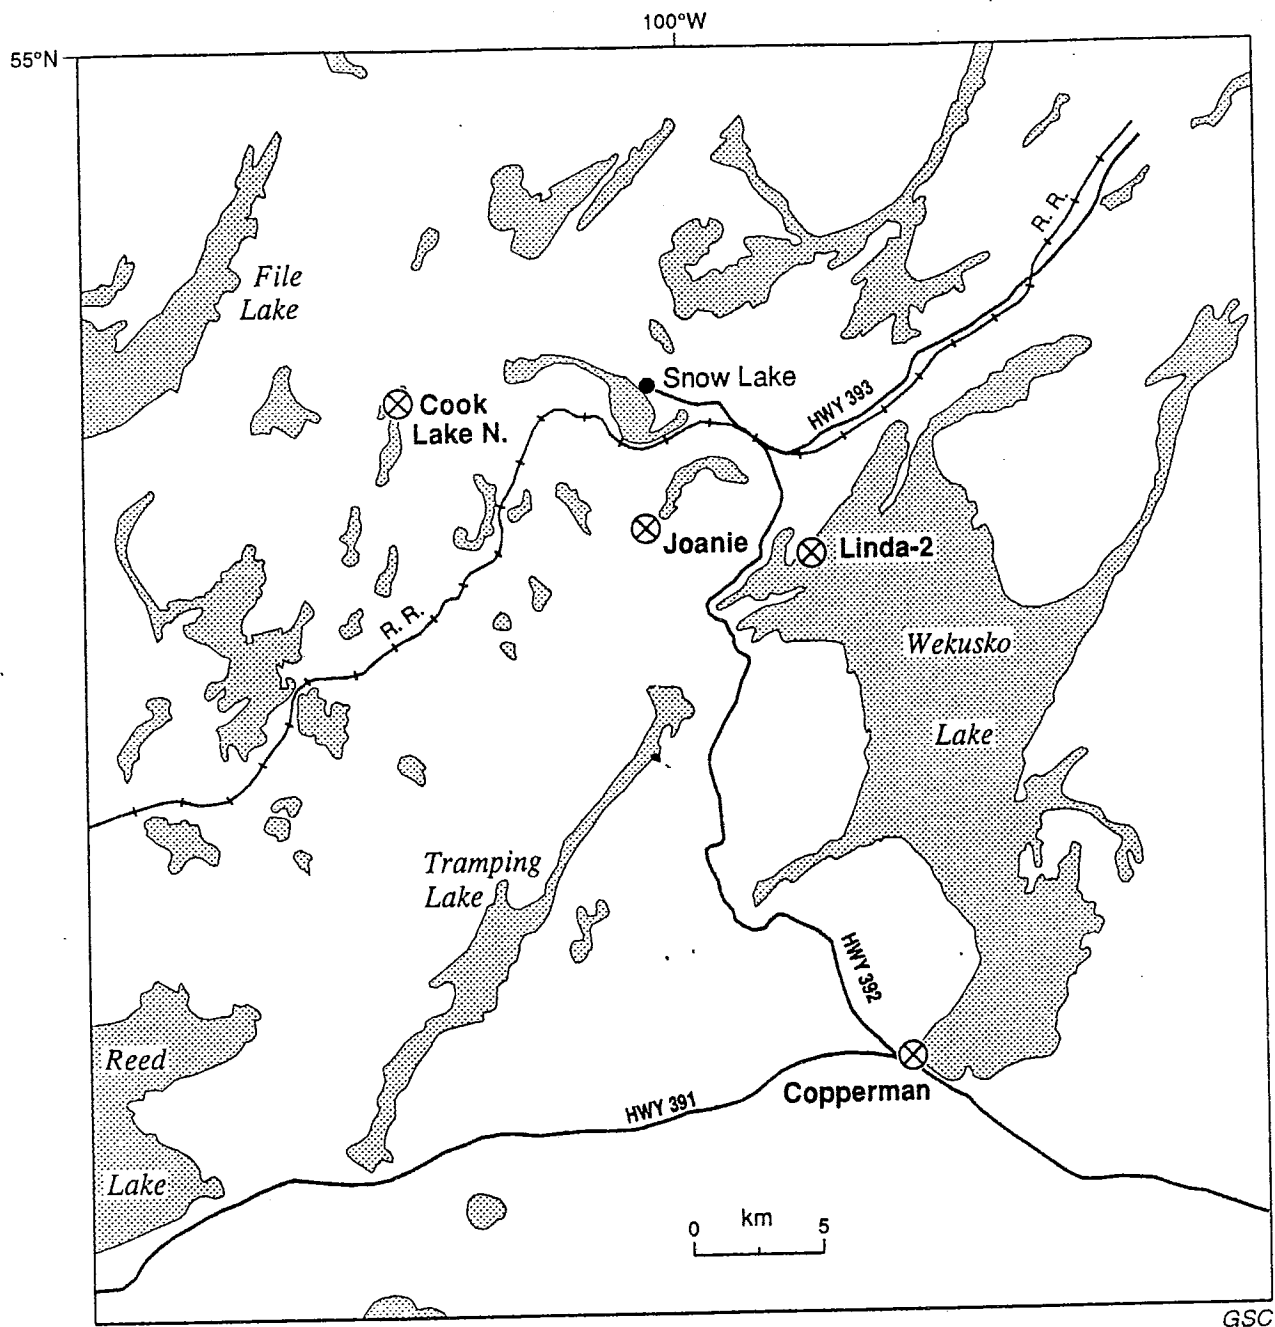 100°W
55°N
R. R.
File
Lake
Snow Lake
HWY 393
Cook
Lake N.
Joanie
Linda-2
R. R.
Wekusko
Lake
Tramping
Lake
HWY 392
Reed
Lake
Copperman
HWY 391
0 km 5
GSC